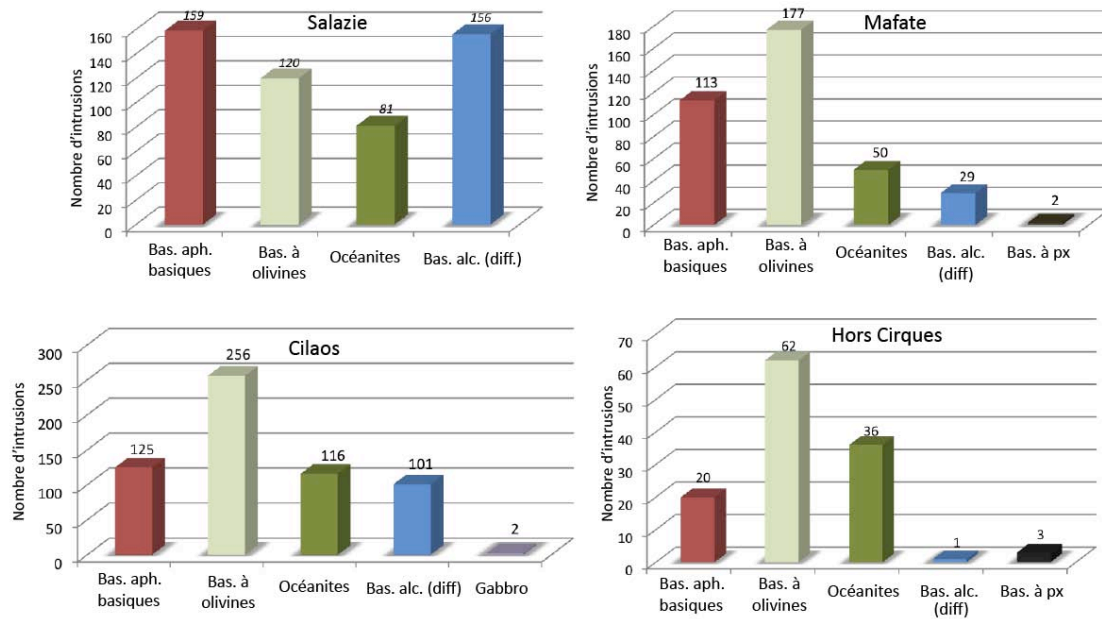 Salazie
Nombre d'intrusions
160
140
120
100
80
60
40
20
0
159
120
81
156
Bas. aph.
basiques
Bas. à
olivines
Océanites
Bas. alc. (diff.)
Mafate
Nombre d'intrusions
180
160
140
120
100
80
60
40
20
0
113
177
50
29
2
Bas. aph.
basiques
Bas. à
olivines
Océanites
Bas. alc.
(diff)
Bas. à px
Cilaos
Nombre d'intrusions
300
250
200
150
100
50
0
125
256
116
101
2
Bas. aph.
basiques
Bas. à
olivines
Océanites
Bas. alc. (diff)
Gabbro
Hors Cirques
Nombre d'intrusions
70
60
50
40
30
20
10
0
20
62
36
1
3
Bas. aph.
basiques
Bas. à
olivines
Océanites
Bas. alc.
(diff)
Bas. à px